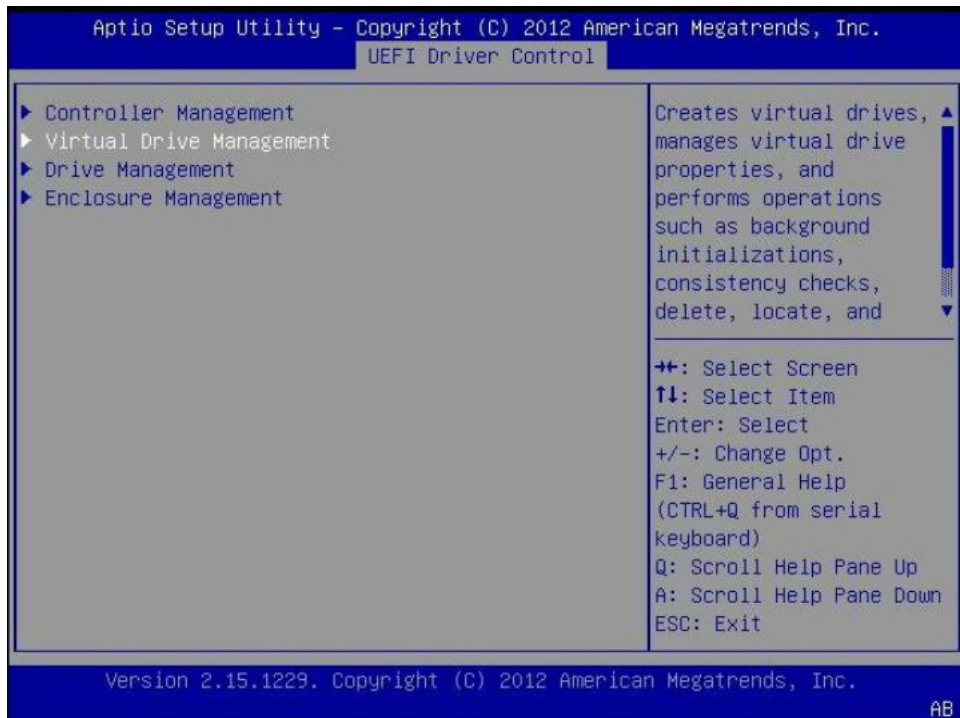 Aptio Setup Utility – Copyright (C) 2012 American Megatrends, Inc.
UEFI Driver Control
▶ Controller Management
▶ Virtual Drive Management
▶ Drive Management
▶ Enclosure Management
Creates virtual drives,
manages virtual drive
properties, and
performs operations
such as background
initializations,
consistency checks,
delete, locate, and
→←: Select Screen
↑↓: Select Item
Enter: Select
+/-: Change Opt.
F1: General Help
(CTRL+Q from serial
keyboard)
Q: Scroll Help Pane Up
A: Scroll Help Pane Down
ESC: Exit
Version 2.15.1229. Copyright (C) 2012 American Megatrends, Inc.
AB